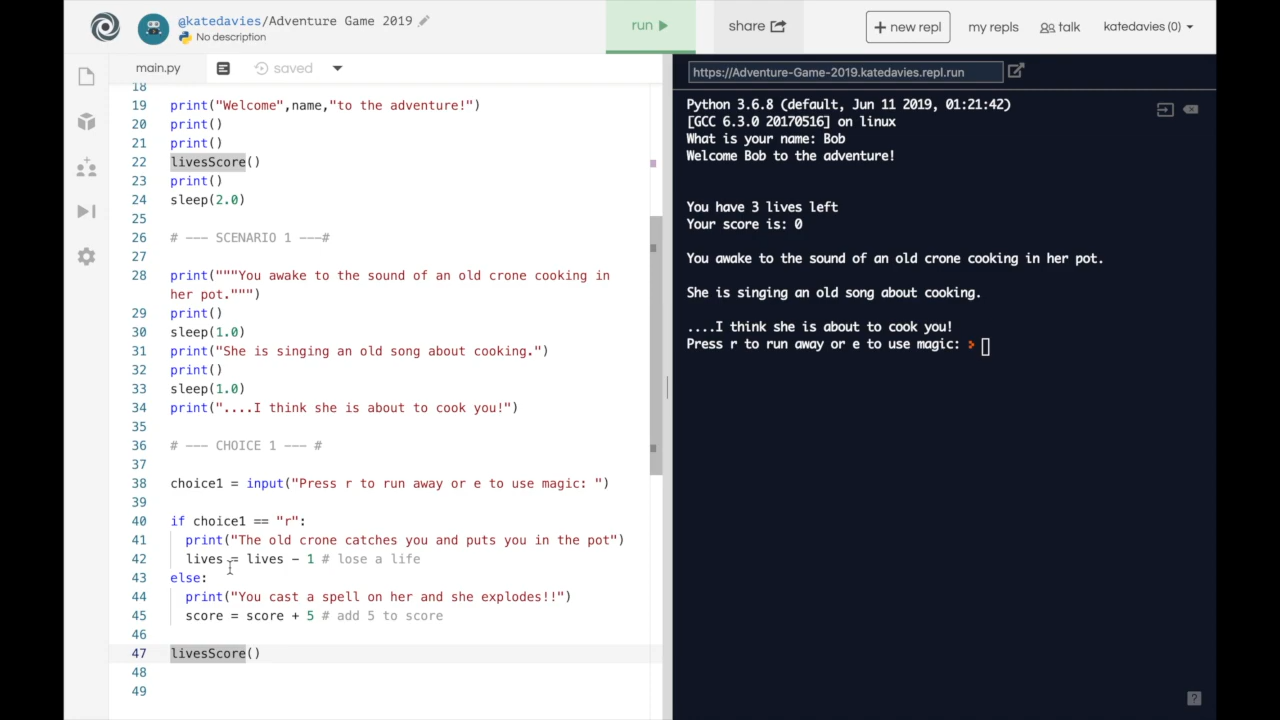 @katedavies/Adventure Game 2019
No description
run
share
+ new repl
my repls
talk
katedavies (0)
main.py
saved
https://Adventure-Game-2019.katedavies.repl.run
18
19 print("Welcome",name,"to the adventure!")
20 print()
21 print()
22 livesScore()
23 print()
24 sleep(2.0)
25
26 # --- SCENARIO 1 ---#
27
28 print("""You awake to the sound of an old crone cooking in
her pot.""")
29 print()
30 sleep(1.0)
31 print("She is singing an old song about cooking.")
32 print()
33 sleep(1.0)
34 print("....I think she is about to cook you!")
35
36 # --- CHOICE 1 --- #
37
38 choice1 = input("Press r to run away or e to use magic: ")
39
40 if choice1 == "r":
41 print("The old crone catches you and puts you in the pot")
42 lives = lives - 1 # lose a life
43 else:
44 print("You cast a spell on her and she explodes!!")
45 score = score + 5 # add 5 to score
46
47 livesScore()
48
49
Python 3.6.8 (default, Jun 11 2019, 01:21:42)
[GCC 6.3.0 20170516] on linux
What is your name: Bob
Welcome Bob to the adventure!
You have 3 lives left
Your score is: 0
You awake to the sound of an old crone cooking in her pot.
She is singing an old song about cooking.
....I think she is about to cook you!
Press r to run away or e to use magic: >
?